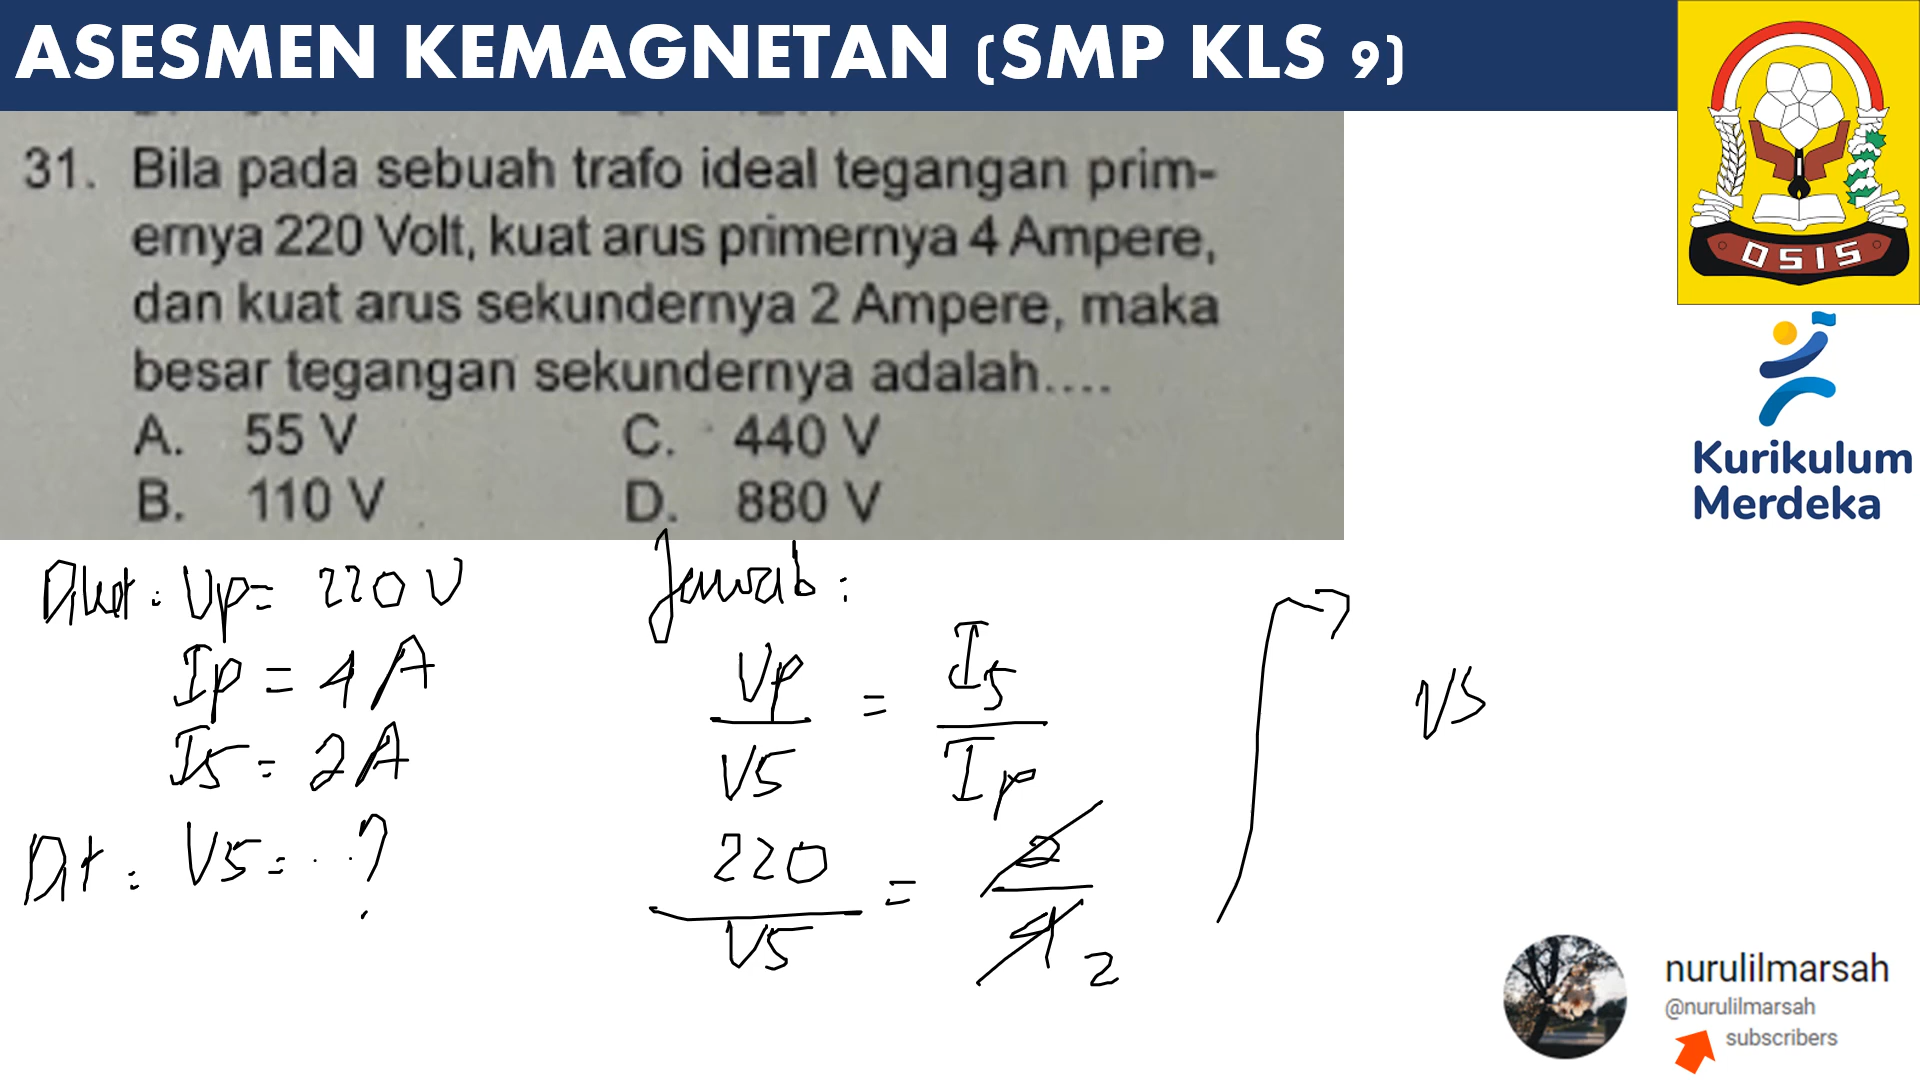 ASESMEN KEMAGNETAN (SMP KLS 9)
31. Bila pada sebuah trafo ideal tegangan prim-
ernya 220 Volt, kuat arus primernya 4 Ampere,
dan kuat arus sekundernya 2 Ampere, maka
besar tegangan sekundernya adalah....
A. 55 V C. 440 V
B. 110 V D. 880 V
OSIS
Kurikulum
Merdeka
Diket : Vp = 220 V
Ip = 4 A
Is = 2 A
Dit : Vs = ...?
Jawab :
Vp / Vs = Is / Ip
220 / Vs = 2 / 4 2
Vs
nurulilmarsah
@nurulilmarsah
subscribers